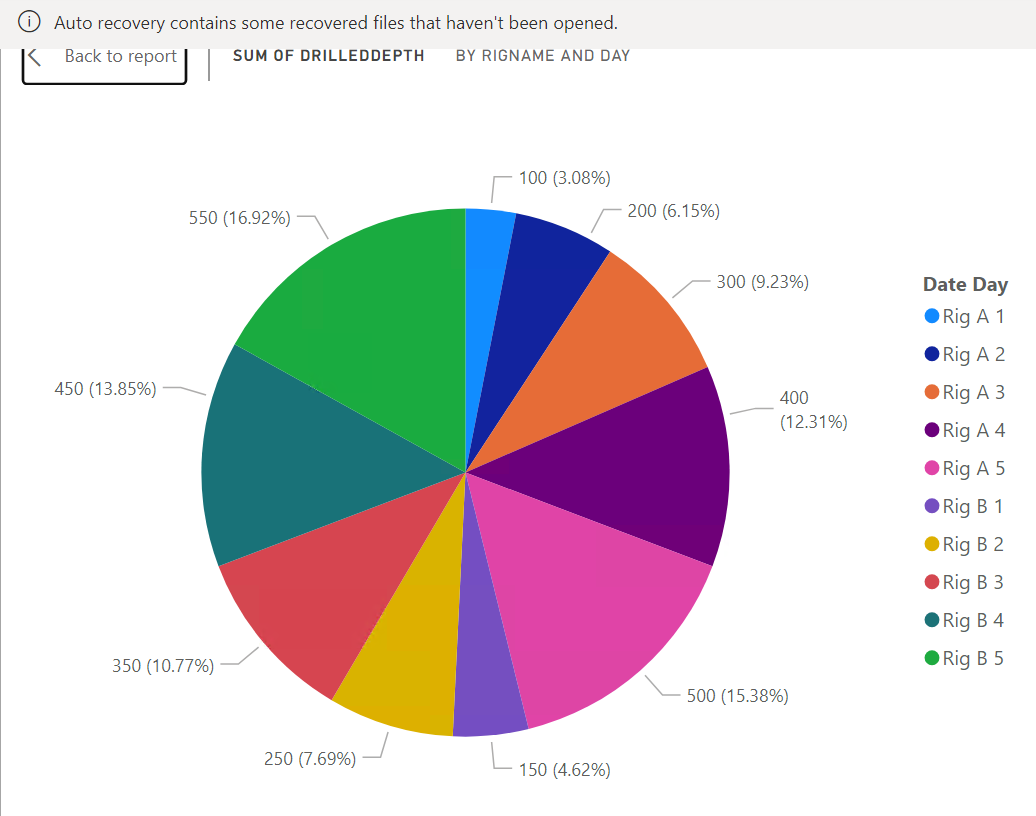 Auto recovery contains some recovered files that haven't been opened.
Back to report
SUM OF DRILLEDDEPTH BY RIGNAME AND DAY
100 (3.08%)
200 (6.15%)
550 (16.92%)
300 (9.23%)
450 (13.85%)
400
(12.31%)
350 (10.77%)
500 (15.38%)
250 (7.69%)
150 (4.62%)
Date Day
Rig A 1
Rig A 2
Rig A 3
Rig A 4
Rig A 5
Rig B 1
Rig B 2
Rig B 3
Rig B 4
Rig B 5